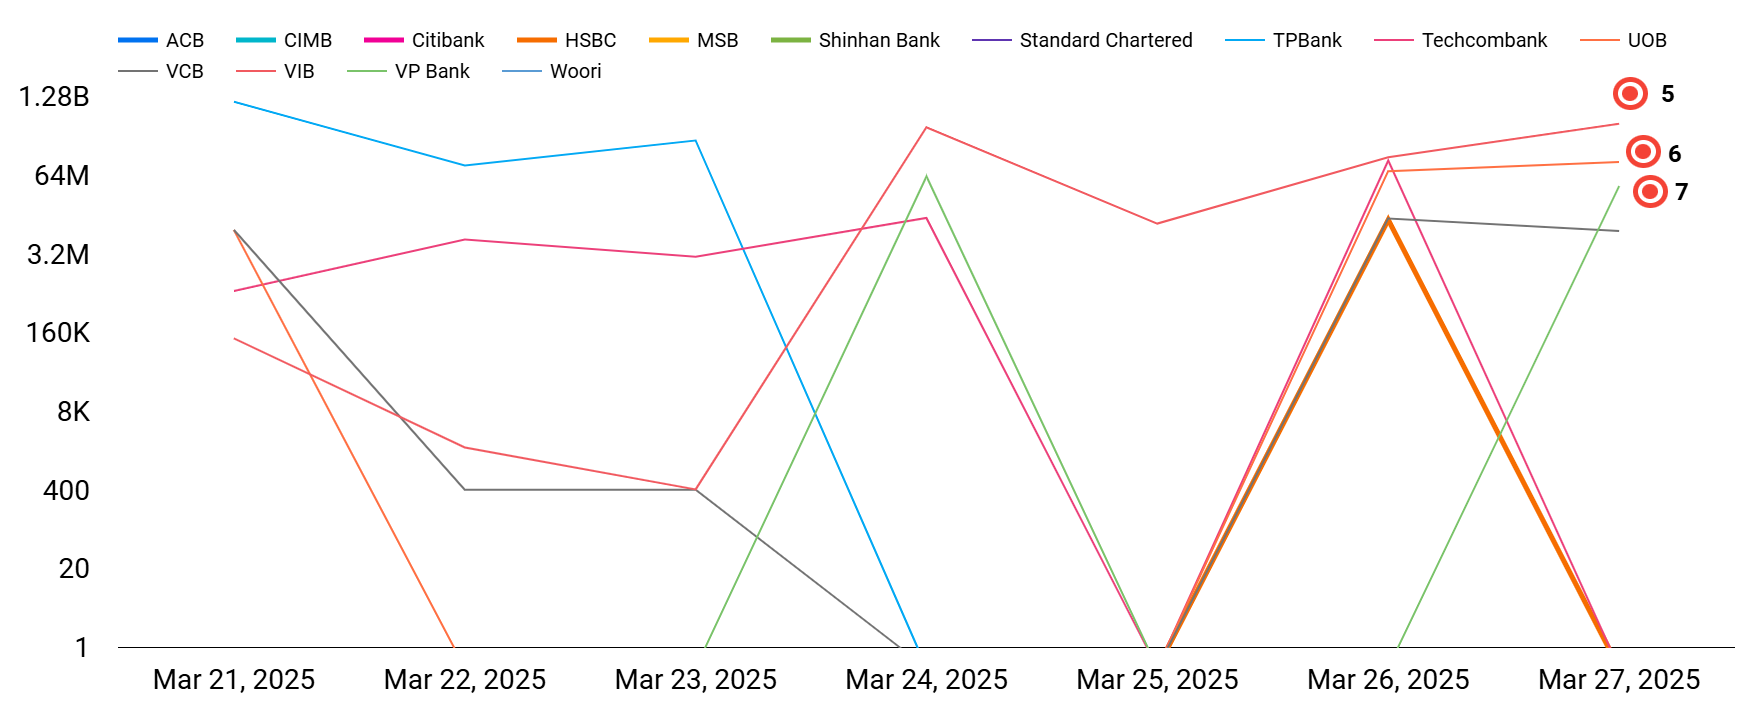 ACB CIMB Citibank HSBC MSB Shinhan Bank Standard Chartered TPBank Techcombank UOB
VCB VIB VP Bank Woori
1.28B
5
6
64M
7
3.2M
160K
8K
400
20
1
Mar 21, 2025 Mar 22, 2025 Mar 23, 2025 Mar 24, 2025 Mar 25, 2025 Mar 26, 2025 Mar 27, 2025